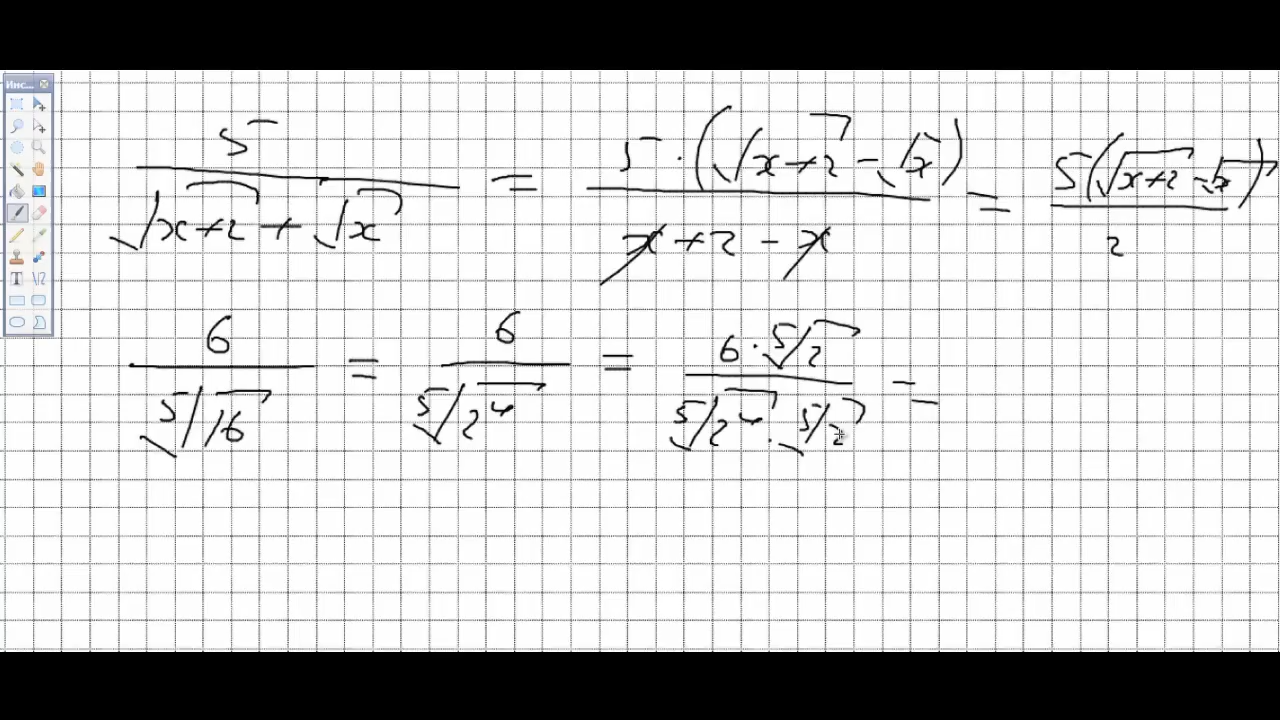 Инс...
5/(√(x+2) + √x) = 5·(√(x+2) − √x)/(x+2−x) = 5(√(x+2) − √x)/2
6/⁵√16 = 6/⁵√2⁴ = 6·⁵√2/(⁵√2⁴·⁵√2) =